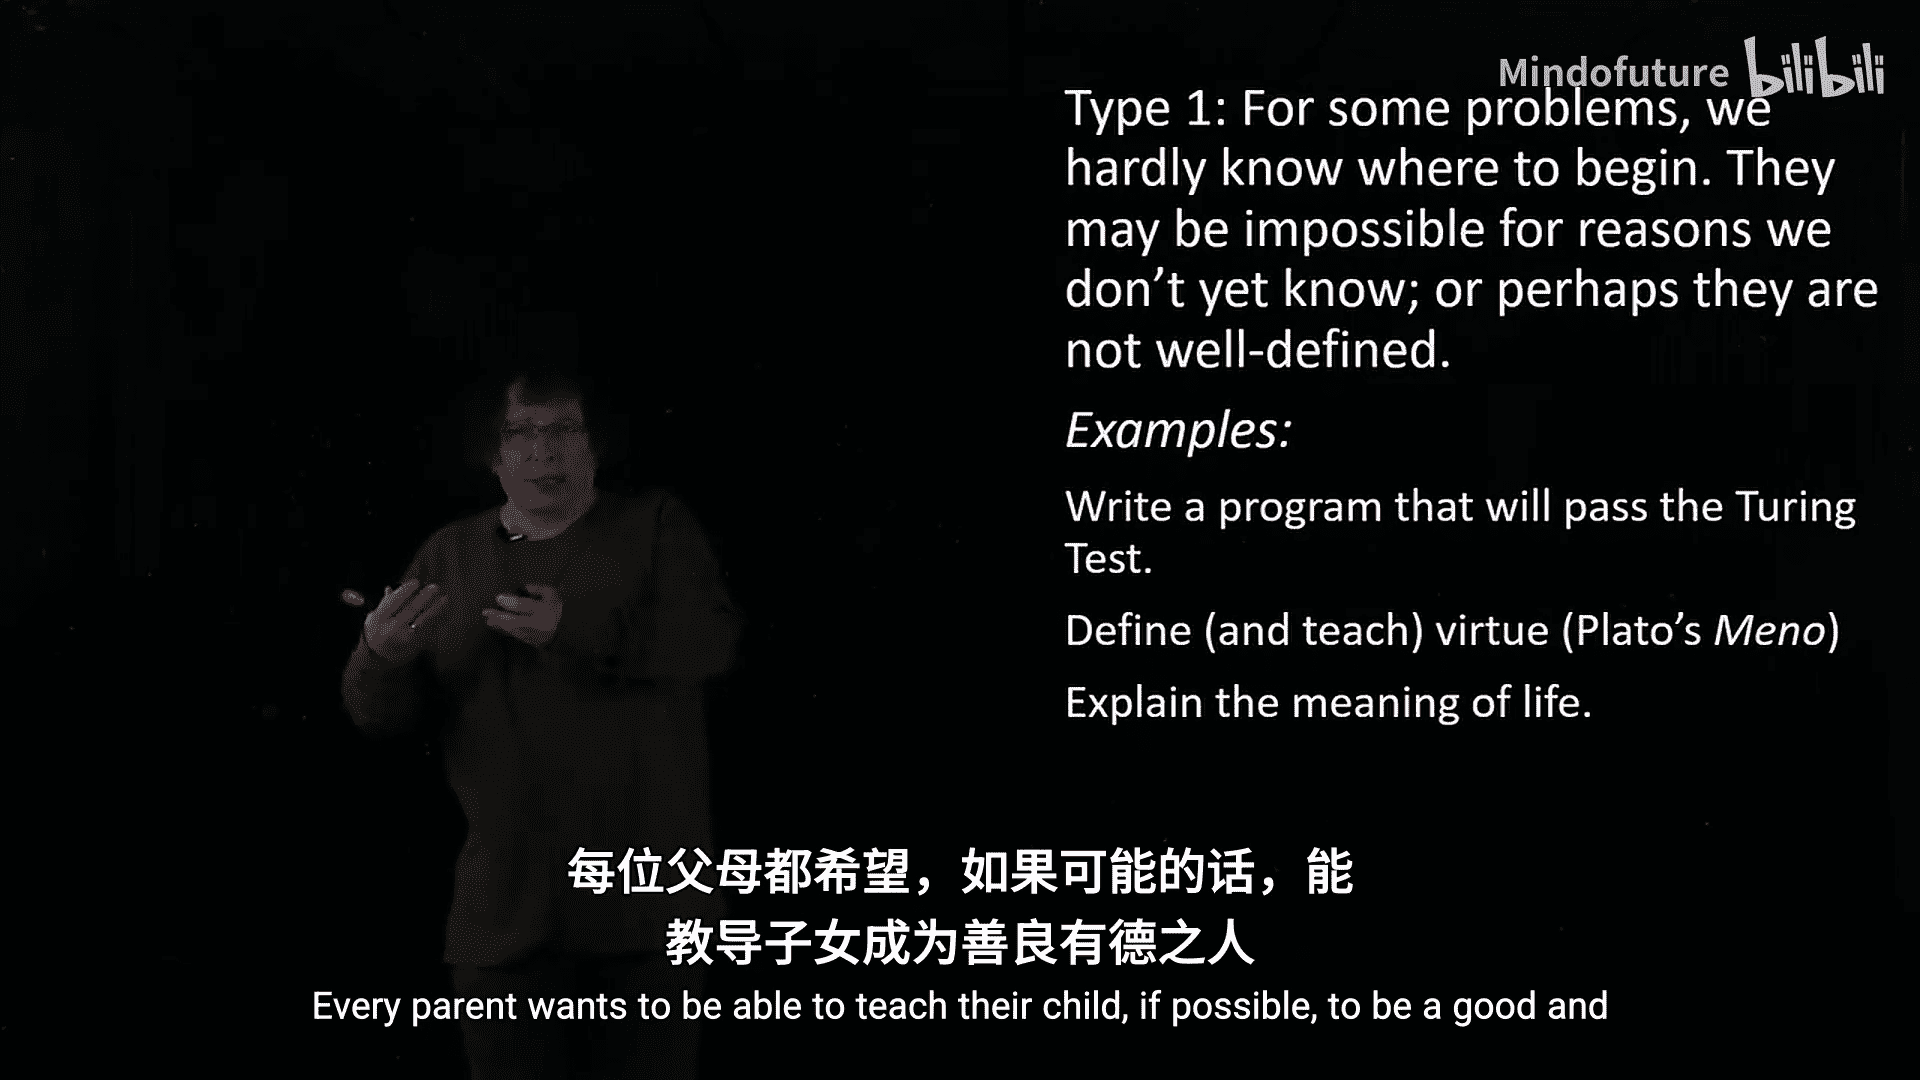 Mindofuture bilibili
Type 1: For some problems, we
hardly know where to begin. They
may be impossible for reasons we
don’t yet know; or perhaps they are
not well-defined.
Examples:
Write a program that will pass the Turing
Test.
Define (and teach) virtue (Plato’s Meno)
Explain the meaning of life.
每位父母都希望，如果可能的话，能
教导子女成为善良有德之人
Every parent wants to be able to teach their child, if possible, to be a good and